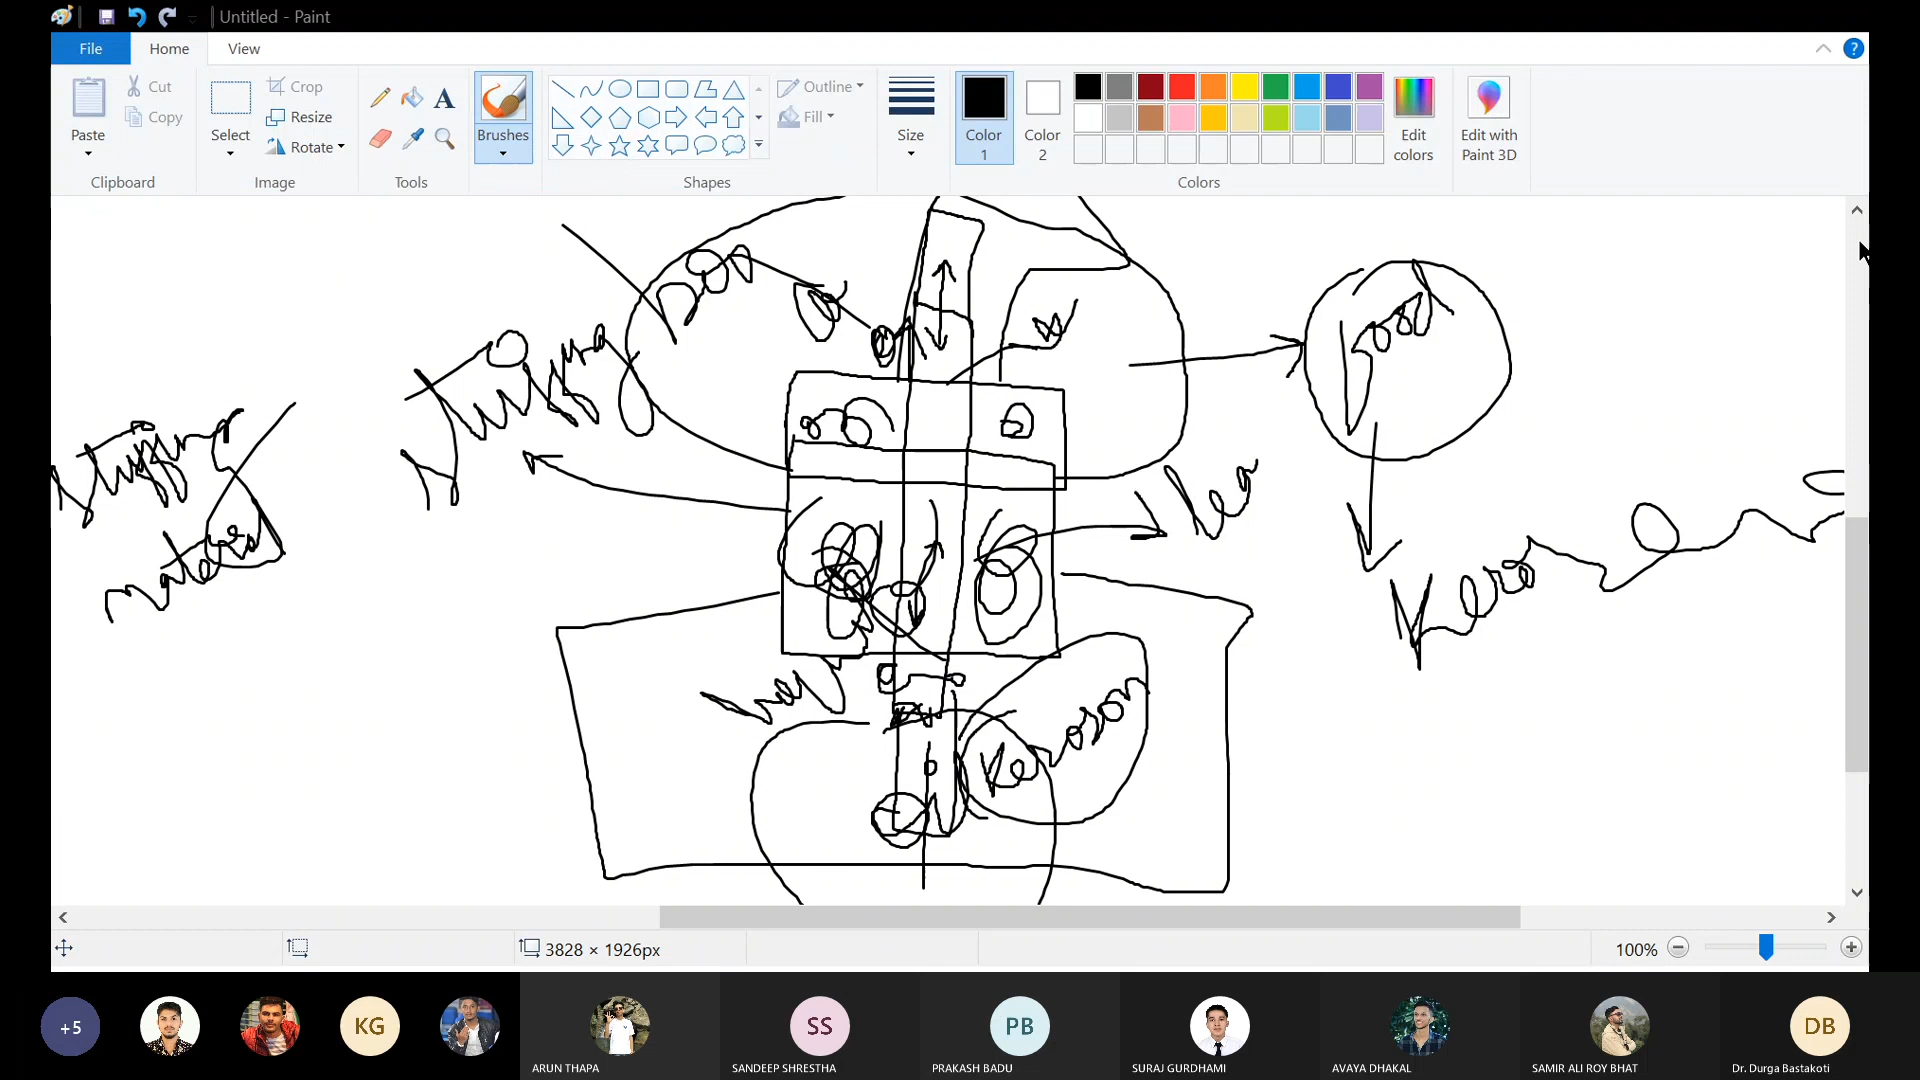 Untitled - Paint
File Home View
Paste
Cut
Copy
Clipboard
Select
Crop
Resize
Rotate
Image
Tools
Brushes
Shapes
Outline
Fill
Size
Color 1
Color 2
Edit colors
Edit with Paint 3D
Colors
Stuffing
material
3828 × 1926px
100%
+5
KG
SS
PB
DB
ARUN THAPA
SANDEEP SHRESTHA
PRAKASH BADU
SURAJ GURDHAMI
AVAYA DHAKAL
SAMIR ALI ROY BHAT
Dr. Durga Bastakoti